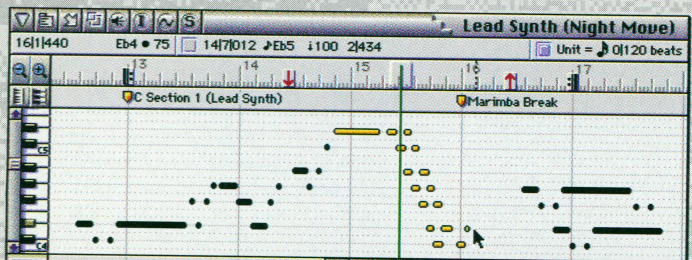 Lead Synth (Night Move)
16|1|440 Eb4 • 75 14|7|012 ♪Eb5 ↓100 2|434 Unit = ♪ 0|120 beats
13 14 15 16 17
C Section 1 (Lead Synth) Marimba Break
C5
C4